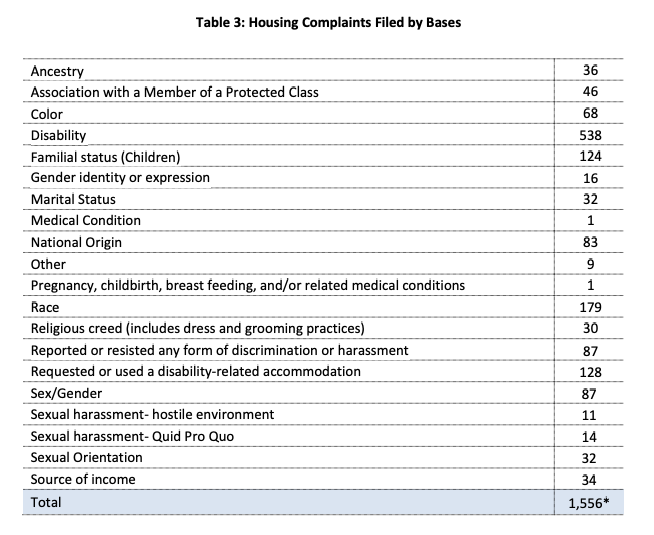 Table 3: Housing Complaints Filed by Bases
Ancestry 36
Association with a Member of a Protected Class 46
Color 68
Disability 538
Familial status (Children) 124
Gender identity or expression 16
Marital Status 32
Medical Condition 1
National Origin 83
Other 9
Pregnancy, childbirth, breast feeding, and/or related medical conditions 1
Race 179
Religious creed (includes dress and grooming practices) 30
Reported or resisted any form of discrimination or harassment 87
Requested or used a disability-related accommodation 128
Sex/Gender 87
Sexual harassment- hostile environment 11
Sexual harassment- Quid Pro Quo 14
Sexual Orientation 32
Source of income 34
Total 1,556*